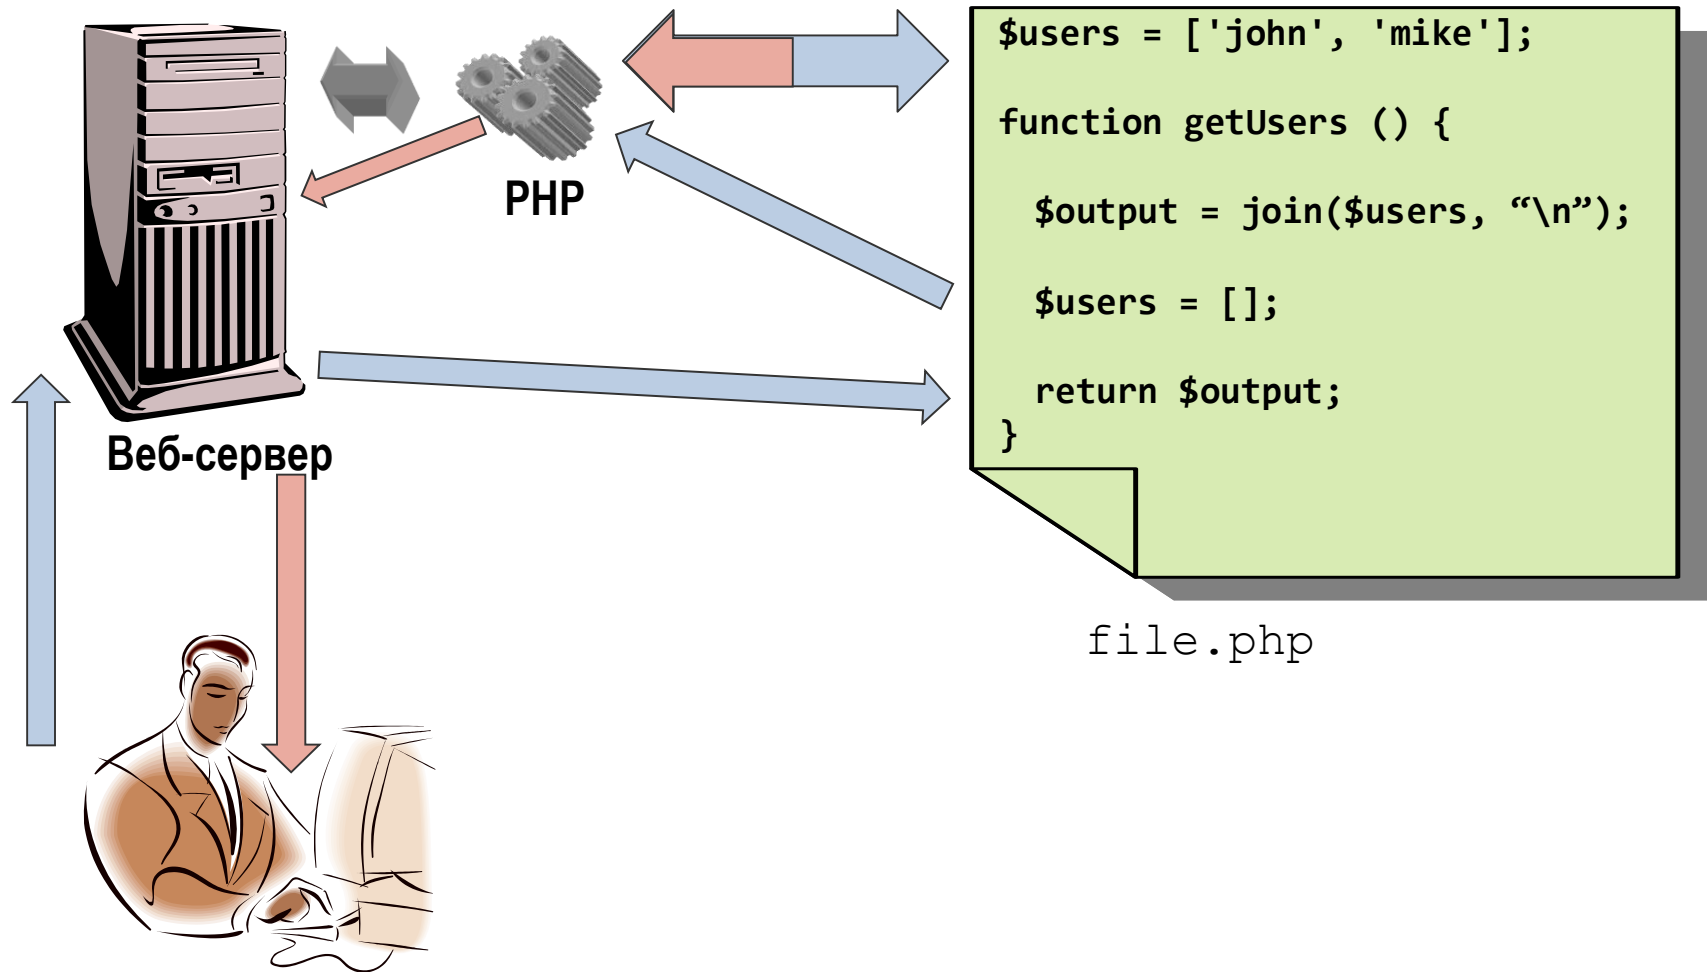 $users = ['john', 'mike'];
function getUsers () {
$output = join($users, “\n”);
$users = [];
return $output;
}
PHP
Веб-сервер
file.php